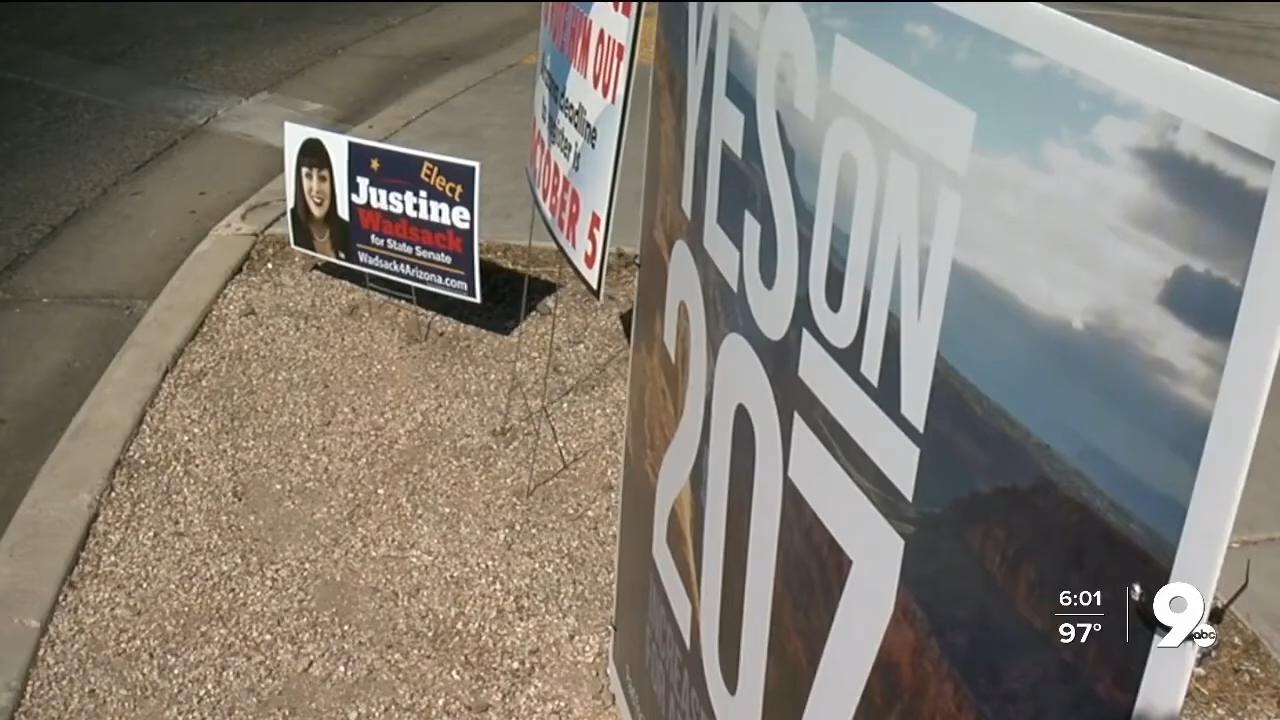 Elect
Justine
Wadsack
for State Senate
Wadsack4Arizona.com
HIM OUT
deadline
to register is
OCTOBER 5
YES ON
207
6:01
97°
9
abc